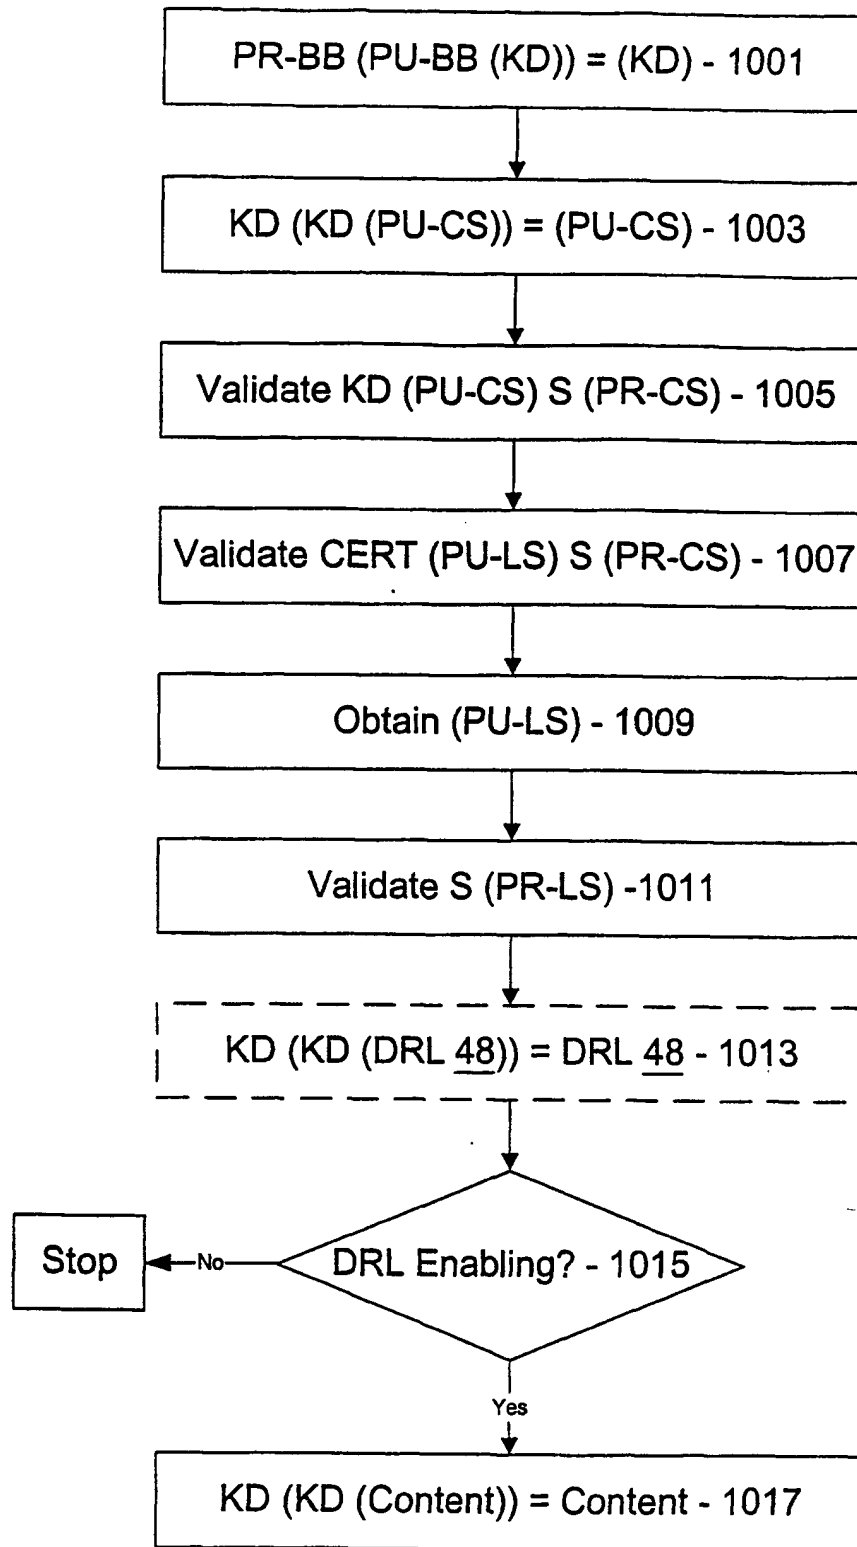 PR-BB (PU-BB (KD)) = (KD) - 1001
KD (KD (PU-CS)) = (PU-CS) - 1003
Validate KD (PU-CS) S (PR-CS) - 1005
Validate CERT (PU-LS) S (PR-CS) - 1007
Obtain (PU-LS) - 1009
Validate S (PR-LS) -1011
KD (KD (DRL 48)) = DRL 48 - 1013
DRL Enabling? - 1015
No
Stop
Yes
KD (KD (Content)) = Content - 1017